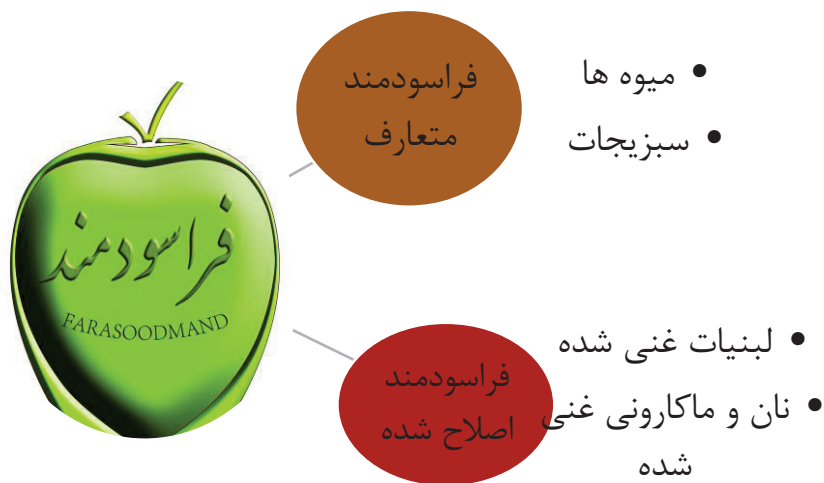 فراسودمند
متعارف
• میوه ها
• سبزیجات
فراسودمند
FARASOODMAND
فراسودمند
اصلاح شده
• لبنیات غنی شده
• نان و ماکارونی غنی
شده